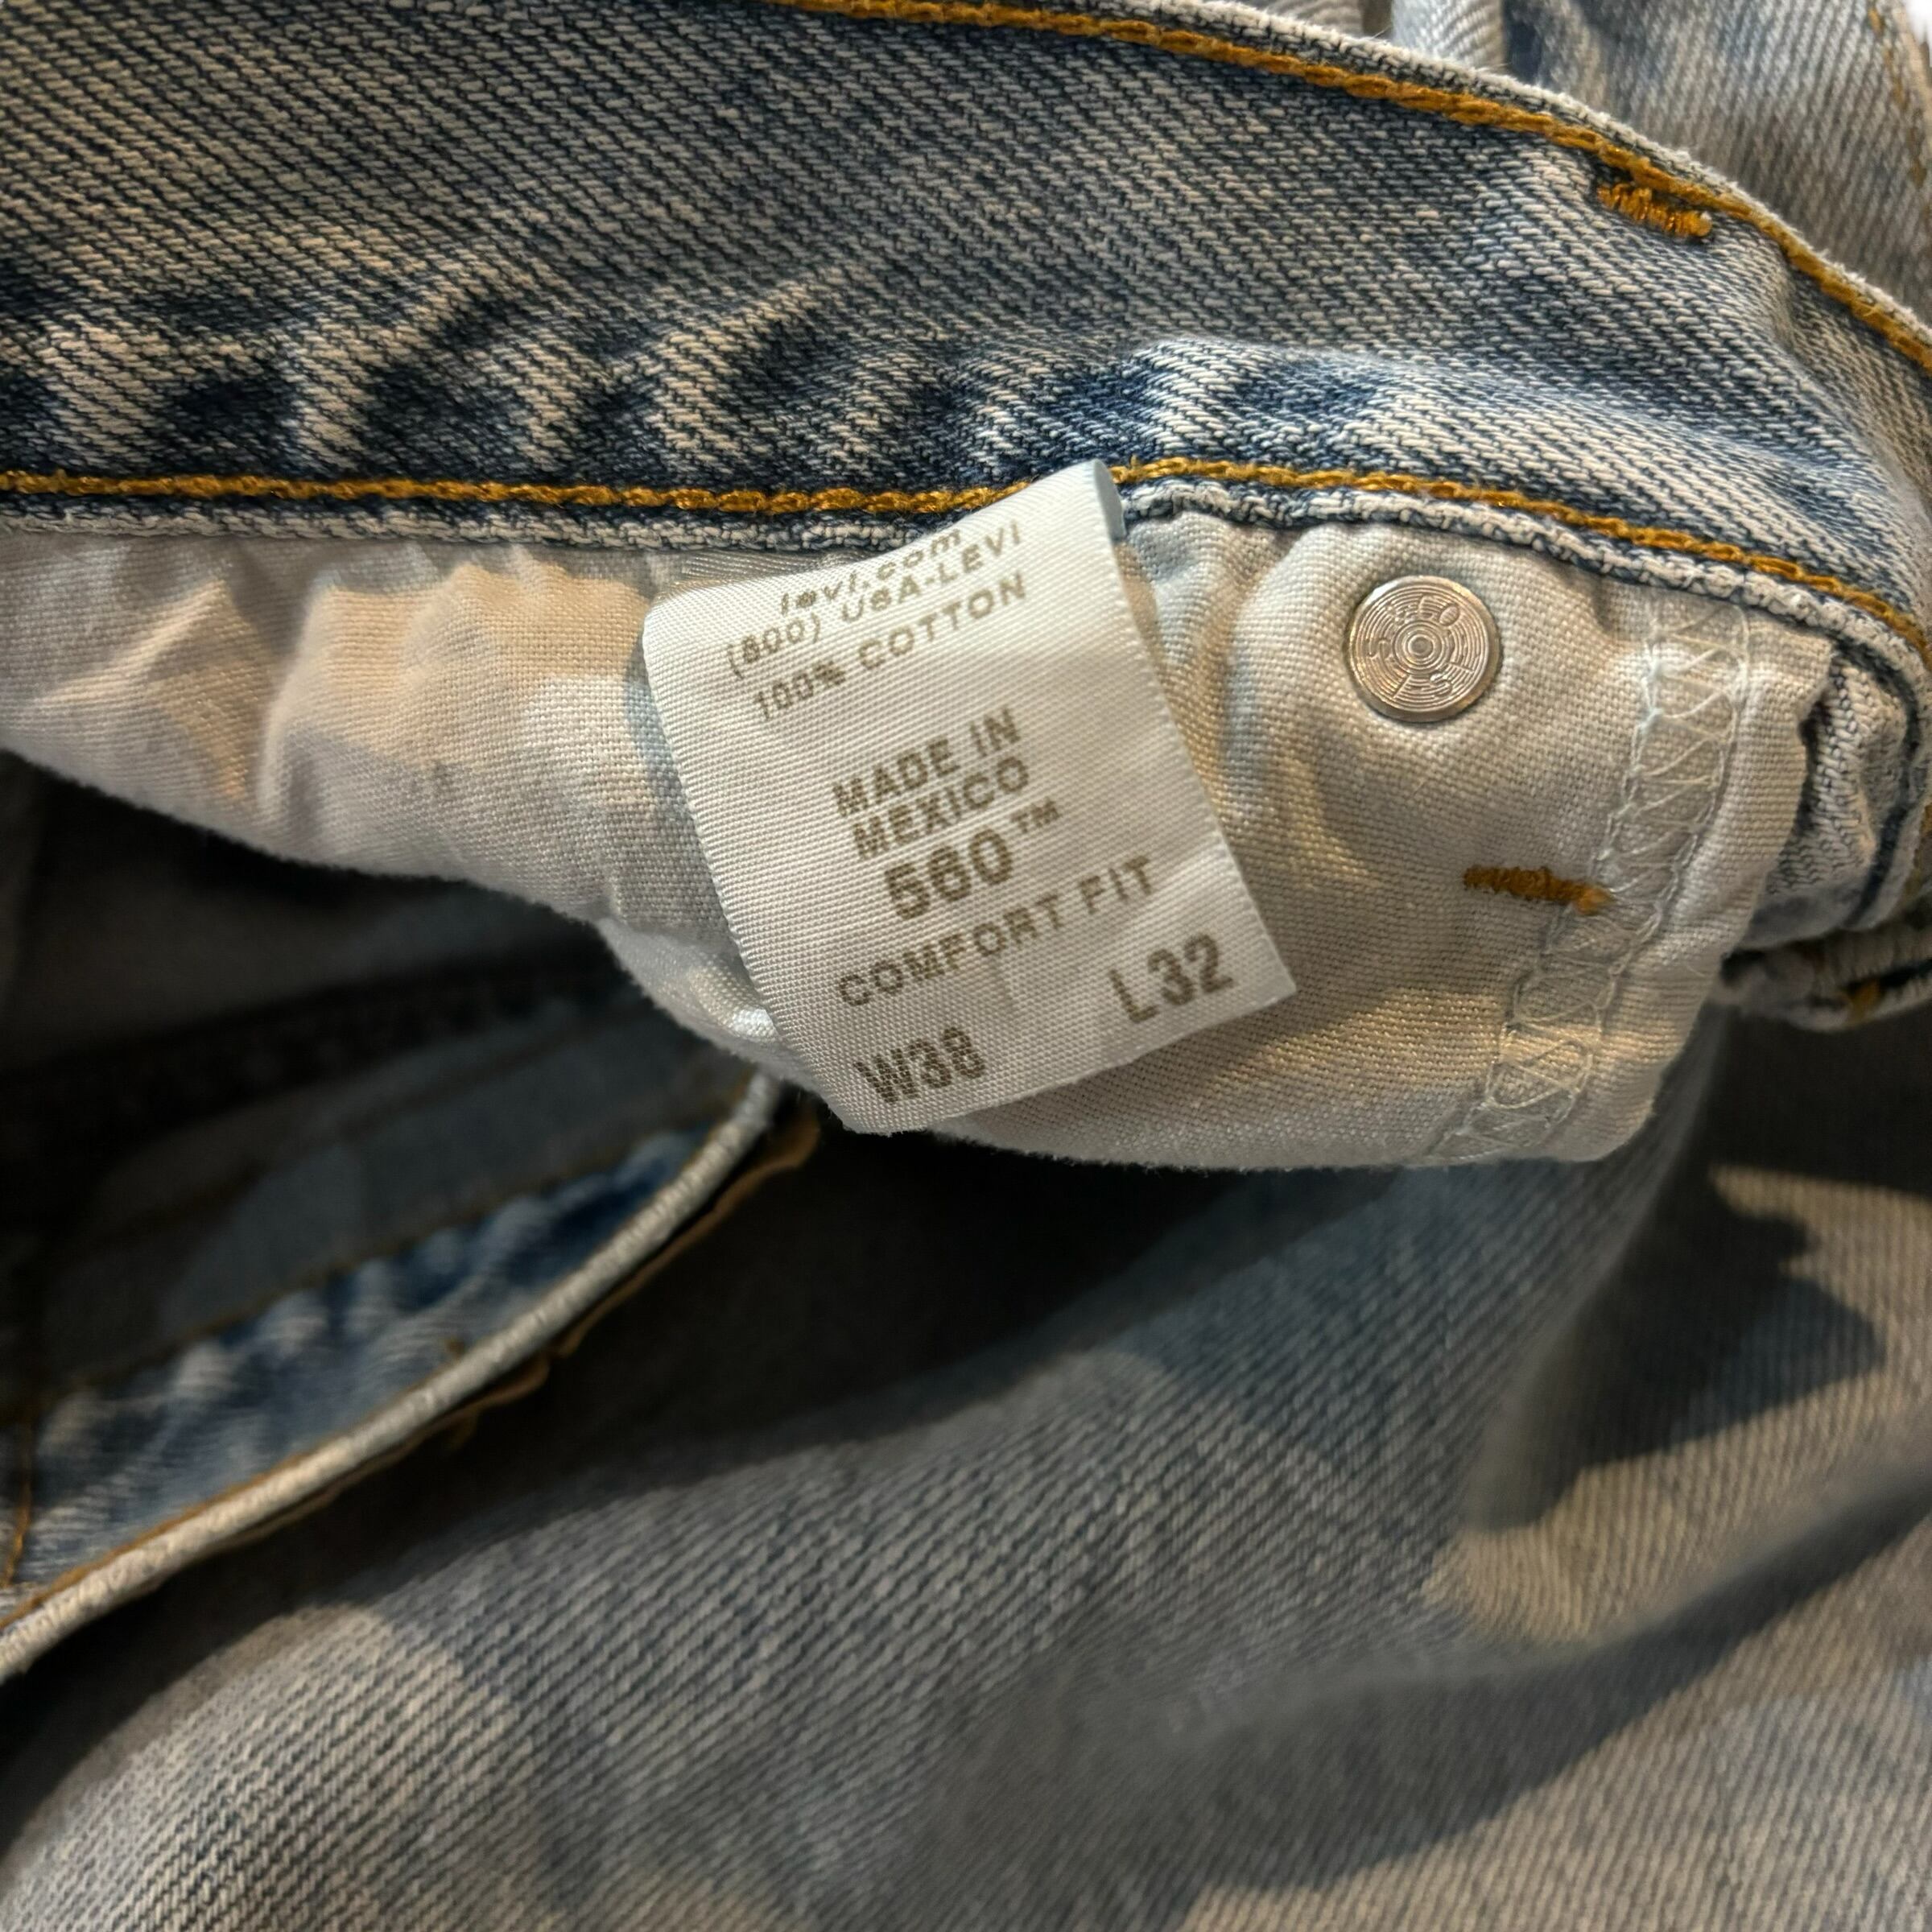 levi.com
(800) USA-LEVI
100% COTTON
MADE IN
MEXICO
560™
COMFORT FIT
W38 L32